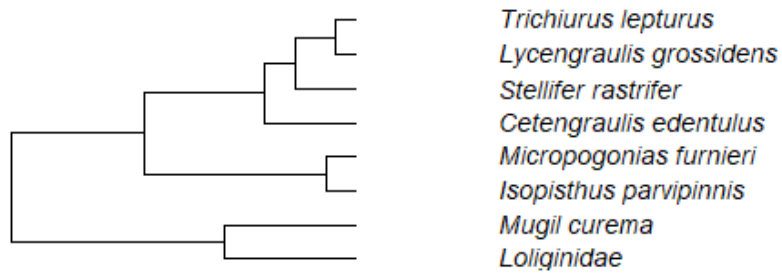 Trichiurus lepturus
Lycengraulis grossidens
Stellifer rastrifer
Cetengraulis edentulus
Micropogonias furnieri
Isopisthus parvipinnis
Mugil curema
Loliginidae